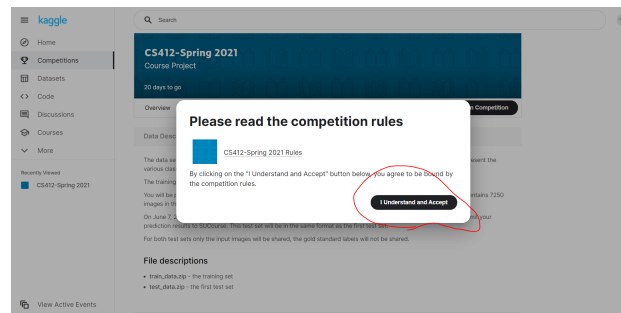 kaggle
Search
Home
Competitions
Datasets
Code
Discussions
Courses
More
Recently Viewed
CS412-Spring 2021
View Active Events
CS412-Spring 2021
Course Project
20 days to go
Overview
n Competition
Data Desc
Please read the competition rules
CS412-Spring 2021 Rules
By clicking on the "I Understand and Accept" button below, you agree to be bound by
the competition rules.
I Understand and Accept
The data se
esent the
various clas
The training
You will be
ntains 7250
images in th
On June 7, 2
your
prediction results to SUCourse. This test set will be in the same format as the first test set.
For both test sets only the input images will be shared, the gold standard labels will not be shared.
File descriptions
• train_data.zip - the training set
• test_data.zip - the first test set